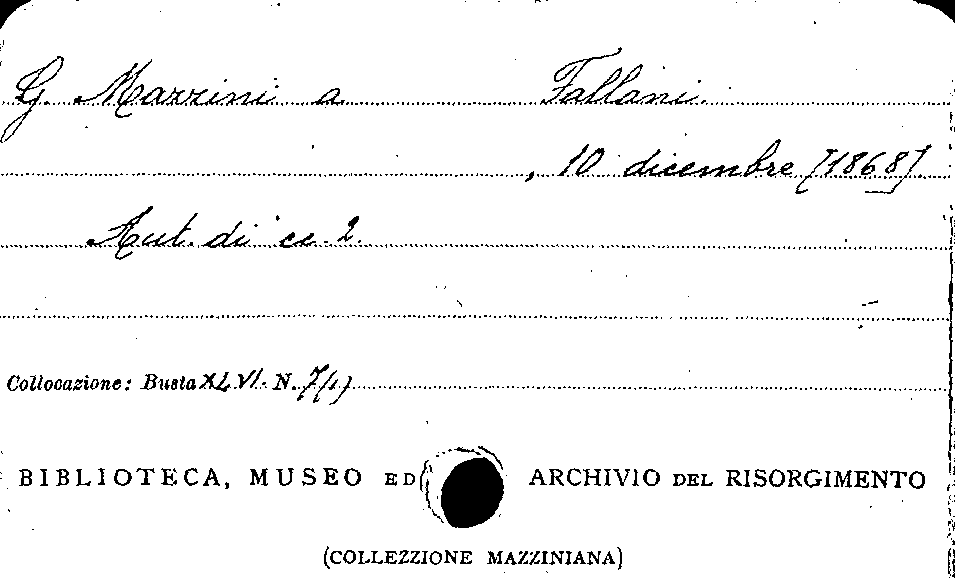 G. Mazzini a Fallani.
, 10 dicembre [1868]
Aut. di cc. 2.
Collocazione: Busta XLVI. N. 7(1)
BIBLIOTECA, MUSEO ED ARCHIVIO DEL RISORGIMENTO
(COLLEZZIONE MAZZINIANA)